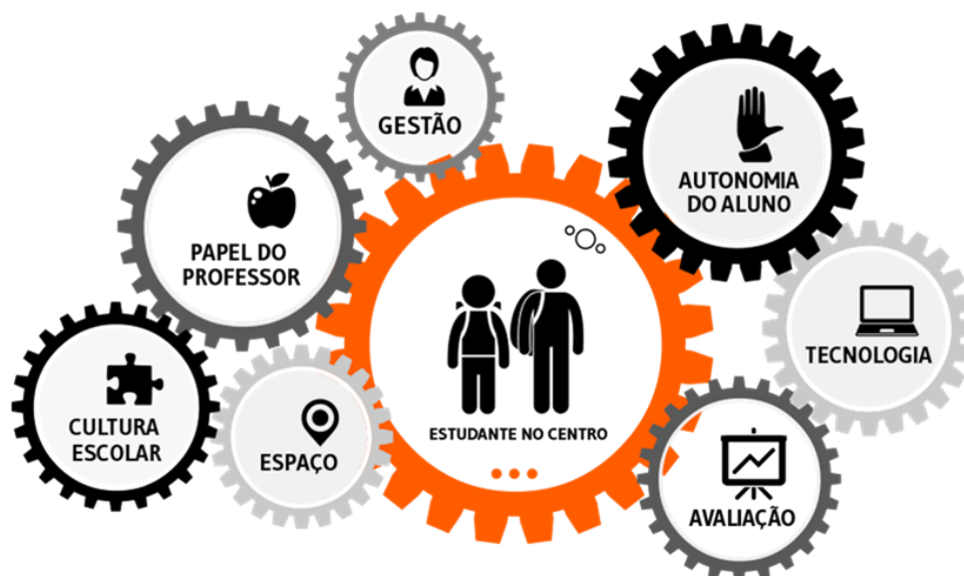 GESTÃO
AUTONOMIA
DO ALUNO
PAPEL DO
PROFESSOR
TECNOLOGIA
CULTURA
ESCOLAR
ESPAÇO
ESTUDANTE NO CENTRO
AVALIAÇÃO